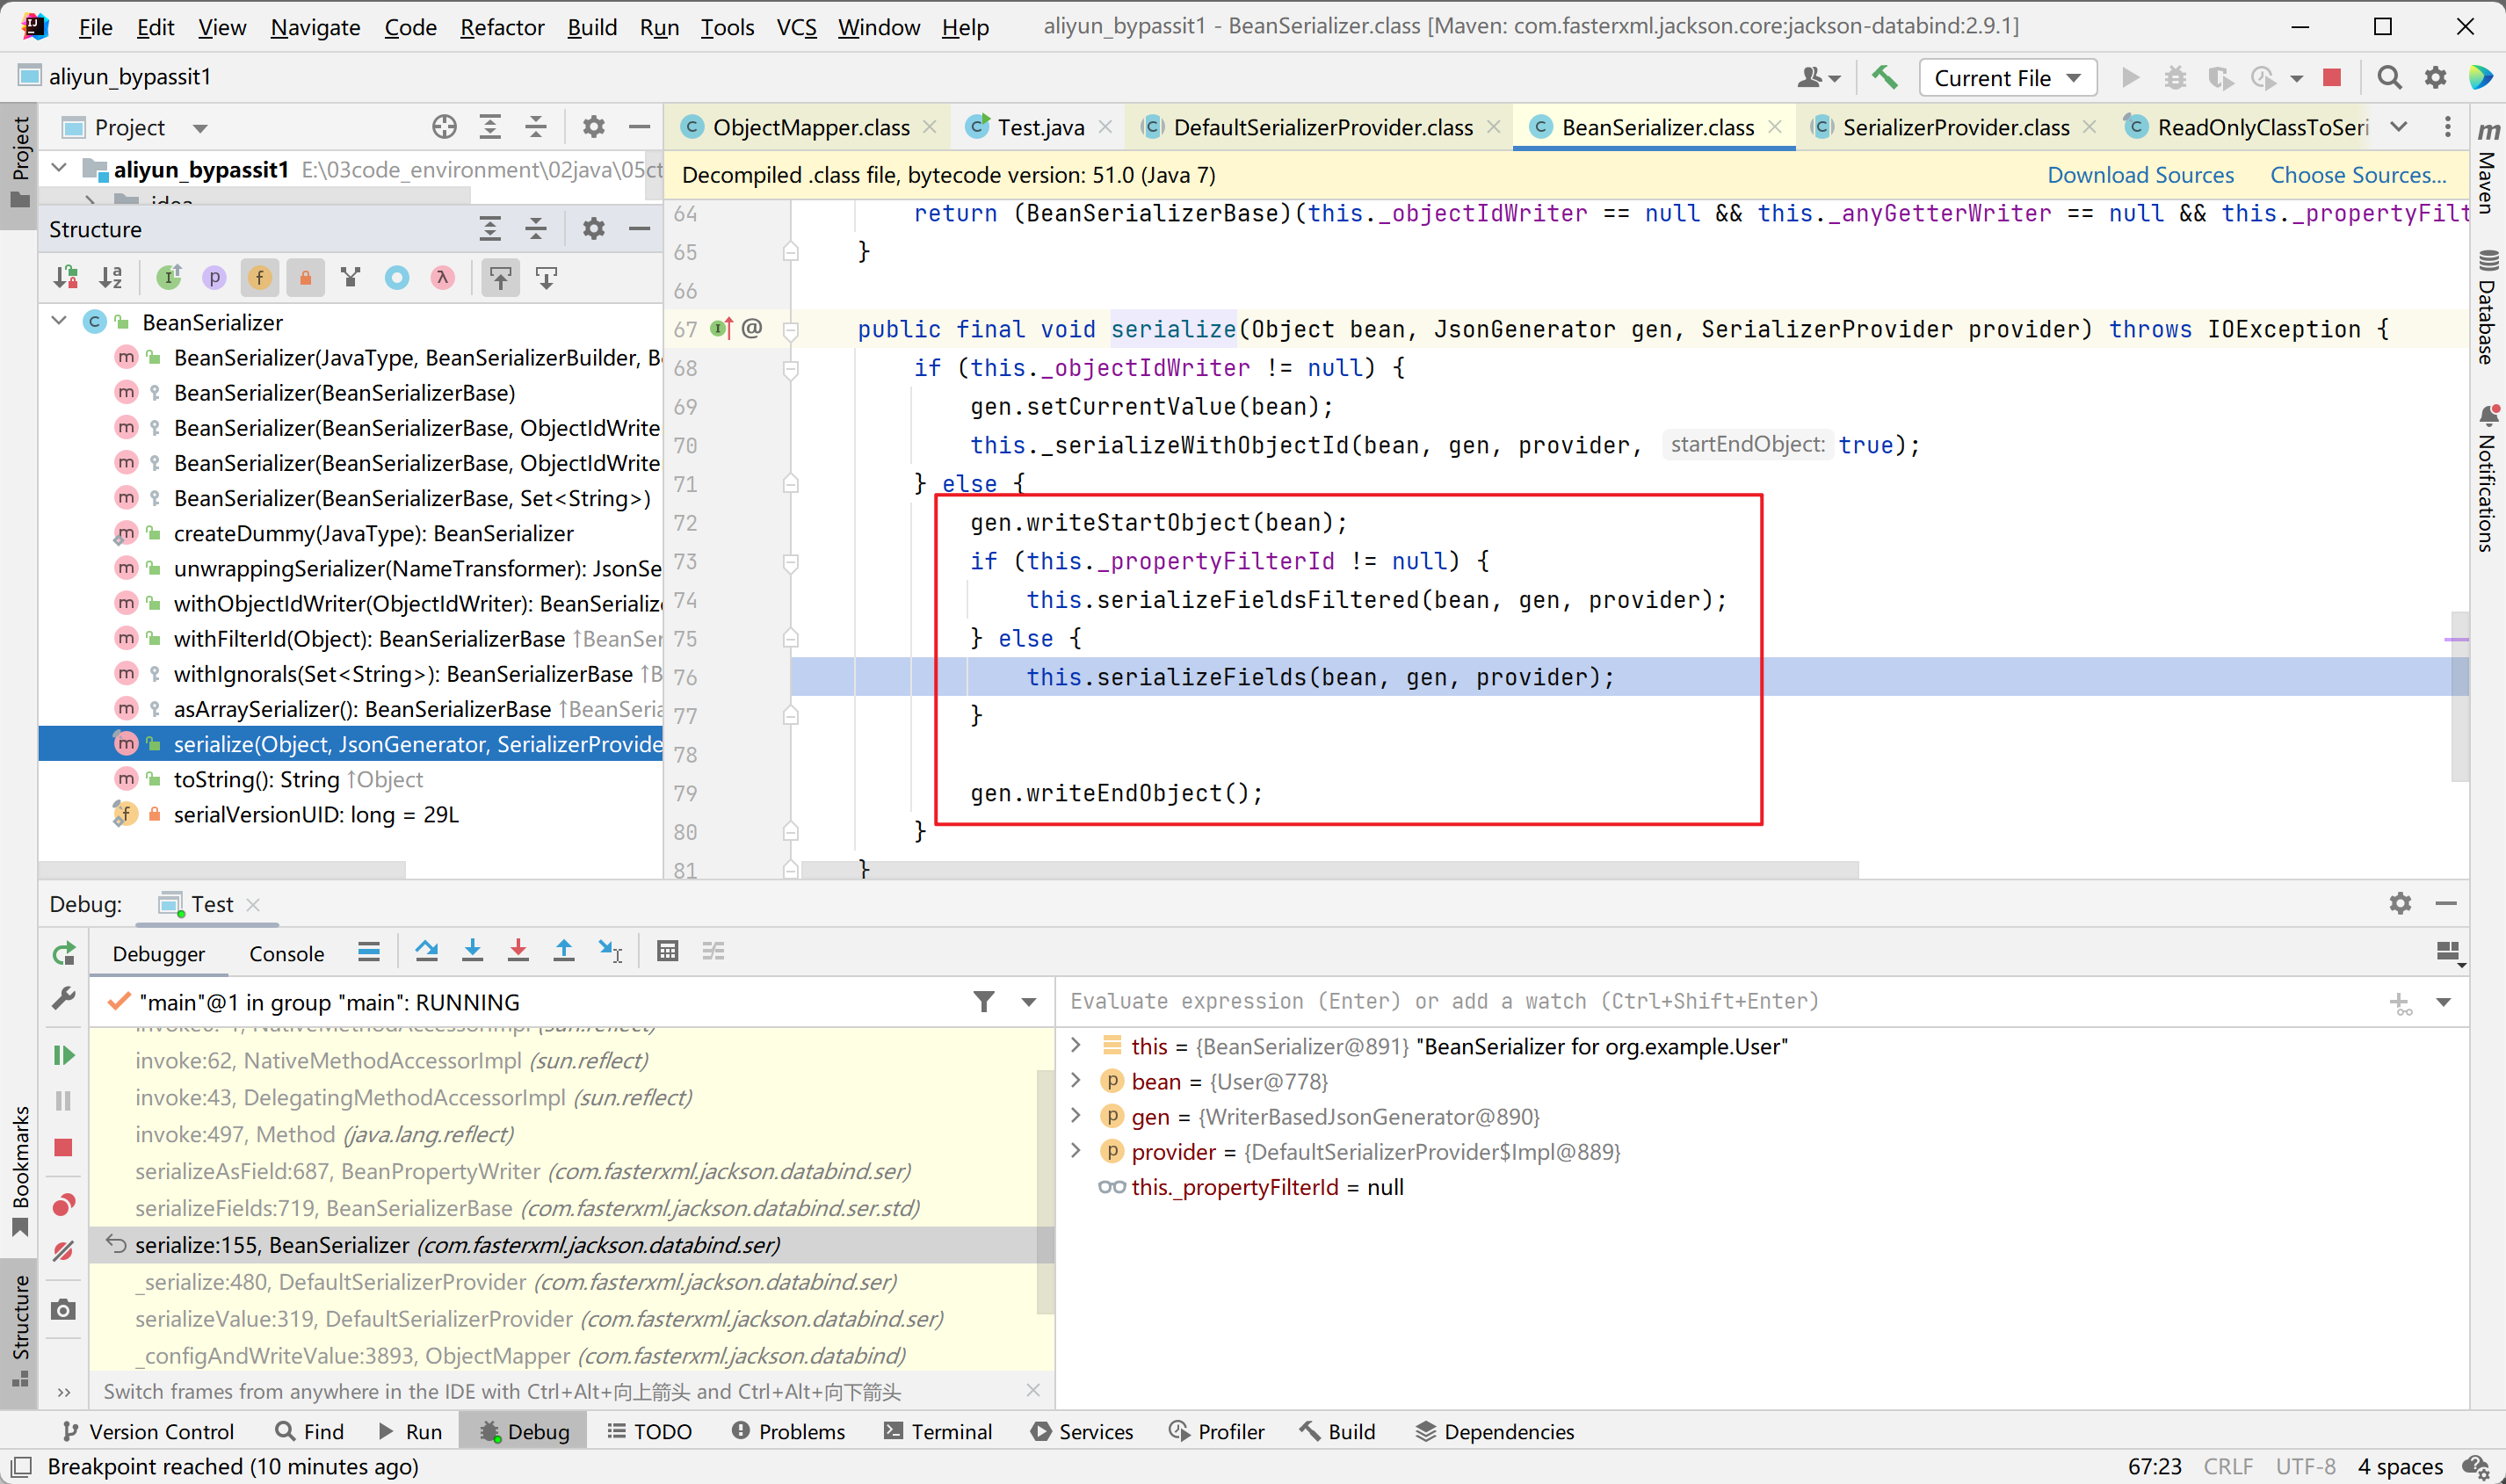 File Edit View Navigate Code Refactor Build Run Tools VCS Window Help aliyun_bypassit1 - BeanSerializer.class [Maven: com.fasterxml.jackson.core:jackson-databind:2.9.1]
aliyun_bypassit1 Current File
Project
ObjectMapper.class Test.java DefaultSerializerProvider.class BeanSerializer.class SerializerProvider.class ReadOnlyClassToSeri
aliyun_bypassit1 E:\03code_environment\02java\05ct
Decompiled .class file, bytecode version: 51.0 (Java 7) Download Sources Choose Sources...
Structure
BeanSerializer
BeanSerializer(JavaType, BeanSerializerBuilder, Be
BeanSerializer(BeanSerializerBase)
BeanSerializer(BeanSerializerBase, ObjectIdWrite
BeanSerializer(BeanSerializerBase, ObjectIdWrite
BeanSerializer(BeanSerializerBase, Set<String>)
createDummy(JavaType): BeanSerializer
unwrappingSerializer(NameTransformer): JsonSe
withObjectIdWriter(ObjectIdWriter): BeanSerialize
withFilterId(Object): BeanSerializerBase ↑BeanSer
withIgnorals(Set<String>): BeanSerializerBase ↑B
asArraySerializer(): BeanSerializerBase ↑BeanSeria
serialize(Object, JsonGenerator, SerializerProvide
toString(): String ↑Object
serialVersionUID: long = 29L
64 return (BeanSerializerBase)(this._objectIdWriter == null && this._anyGetterWriter == null && this._propertyFilt
65 }
66
67 public final void serialize(Object bean, JsonGenerator gen, SerializerProvider provider) throws IOException {
68 if (this._objectIdWriter != null) {
69 gen.setCurrentValue(bean);
70 this._serializeWithObjectId(bean, gen, provider, startEndObject: true);
71 } else {
72 gen.writeStartObject(bean);
73 if (this._propertyFilterId != null) {
74 this.serializeFieldsFiltered(bean, gen, provider);
75 } else {
76 this.serializeFields(bean, gen, provider);
77 }
78
79 gen.writeEndObject();
80 }
81 }
Project
Bookmarks
Structure
Maven
Database
Notifications
Debug: Test
Debugger Console
"main"@1 in group "main": RUNNING
invoke:62, NativeMethodAccessorImpl (sun.reflect)
invoke:43, DelegatingMethodAccessorImpl (sun.reflect)
invoke:497, Method (java.lang.reflect)
serializeAsField:687, BeanPropertyWriter (com.fasterxml.jackson.databind.ser)
serializeFields:719, BeanSerializerBase (com.fasterxml.jackson.databind.ser.std)
serialize:155, BeanSerializer (com.fasterxml.jackson.databind.ser)
_serialize:480, DefaultSerializerProvider (com.fasterxml.jackson.databind.ser)
serializeValue:319, DefaultSerializerProvider (com.fasterxml.jackson.databind.ser)
_configAndWriteValue:3893, ObjectMapper (com.fasterxml.jackson.databind)
Switch frames from anywhere in the IDE with Ctrl+Alt+向上箭头 and Ctrl+Alt+向下箭头
Evaluate expression (Enter) or add a watch (Ctrl+Shift+Enter)
this = {BeanSerializer@891} "BeanSerializer for org.example.User"
bean = {User@778}
gen = {WriterBasedJsonGenerator@890}
provider = {DefaultSerializerProvider$Impl@889}
this._propertyFilterId = null
Version Control Find Run Debug TODO Problems Terminal Services Profiler Build Dependencies
Breakpoint reached (10 minutes ago) 67:23 CRLF UTF-8 4 spaces